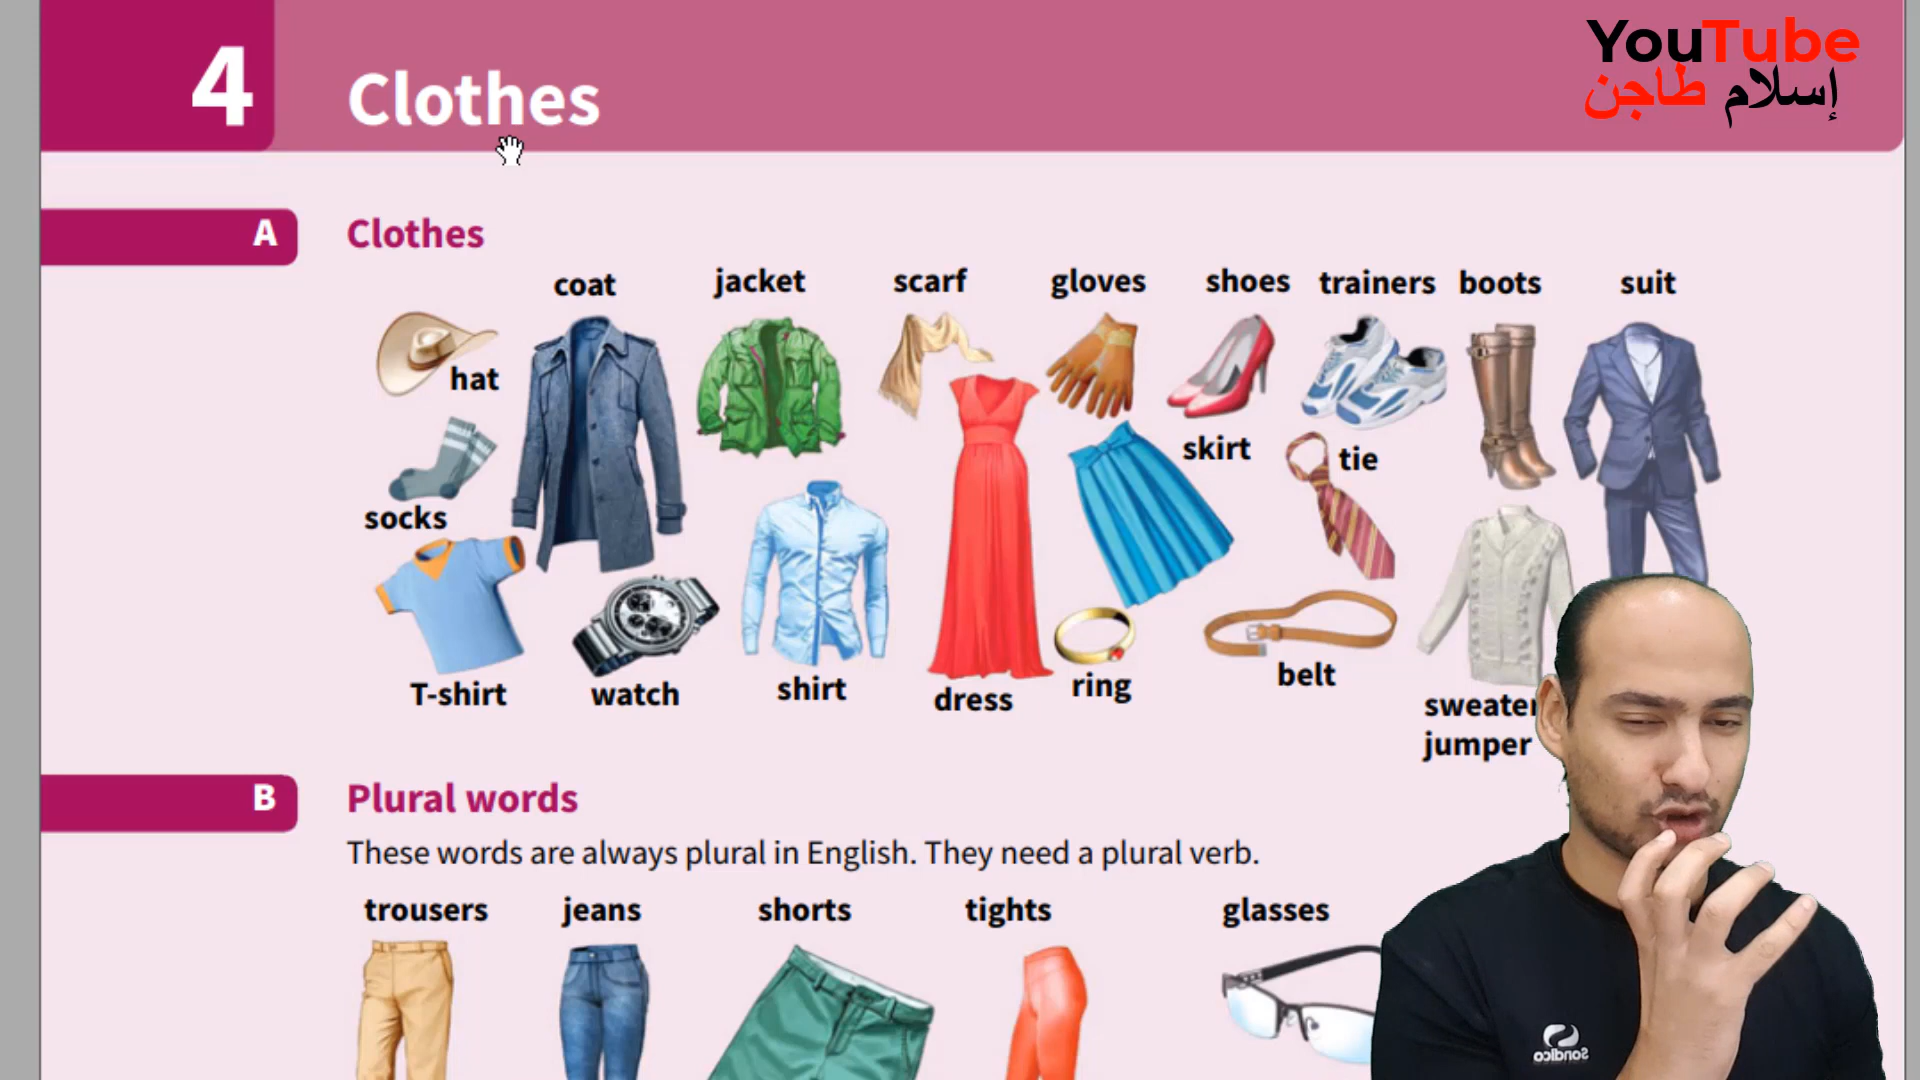 YouTube
إسلام طاجن
4
Clothes
A
Clothes
coat
jacket
scarf
gloves
shoes
trainers
boots
suit
hat
skirt
tie
socks
T-shirt
watch
shirt
dress
ring
belt
sweater
jumper
B
Plural words
These words are always plural in English. They need a plural verb.
trousers
jeans
shorts
tights
glasses
Sondico